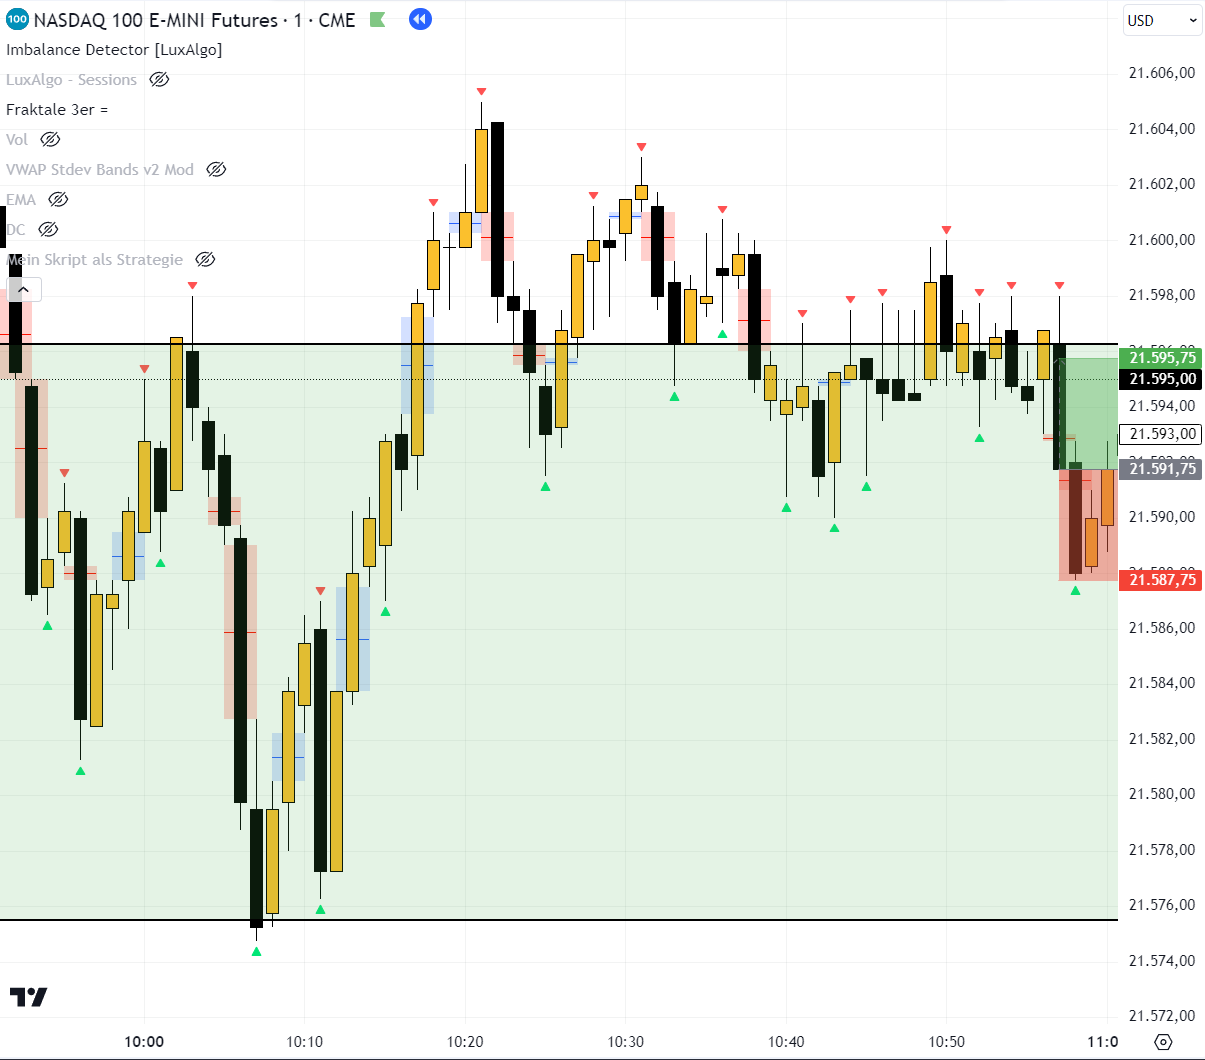 100 NASDAQ 100 E-MINI Futures · 1 · CME
USD
Imbalance Detector [LuxAlgo]
LuxAlgo - Sessions
Fraktale 3er =
Vol
VWAP Stdev Bands v2 Mod
EMA
DC
Mein Skript als Strategie
21.606,00
21.604,00
21.602,00
21.600,00
21.598,00
21.595,75
21.595,00
21.594,00
21.593,00
21.591,75
21.590,00
21.587,75
21.586,00
21.584,00
21.582,00
21.580,00
21.578,00
21.576,00
21.574,00
21.572,00
10:00 10:10 10:20 10:30 10:40 10:50 11:0